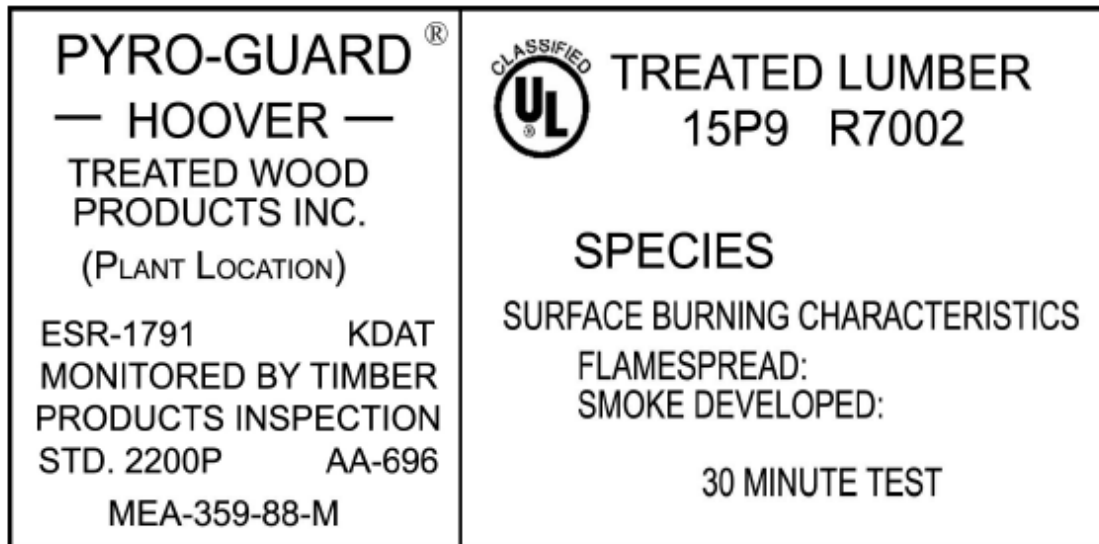 PYRO-GUARD ®
— HOOVER —
TREATED WOOD
PRODUCTS INC.
(PLANT LOCATION)
ESR-1791 KDAT
MONITORED BY TIMBER
PRODUCTS INSPECTION
STD. 2200P AA-696
MEA-359-88-M
CLASSIFIED
UL ®
TREATED LUMBER
15P9 R7002
SPECIES
SURFACE BURNING CHARACTERISTICS
FLAMESPREAD:
SMOKE DEVELOPED:
30 MINUTE TEST